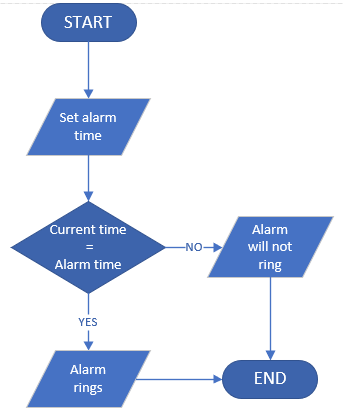 START
Set alarm
time
Current time
=
Alarm time
NO
Alarm
will not
ring
YES
Alarm
rings
END